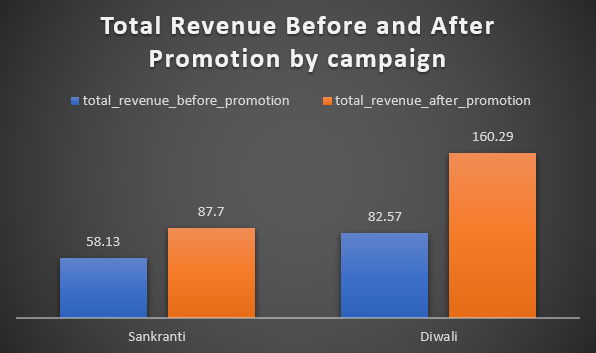 Total Revenue Before and After
Promotion by campaign
total_revenue_before_promotion total_revenue_after_promotion
160.29
87.7
82.57
58.13
Sankranti Diwali